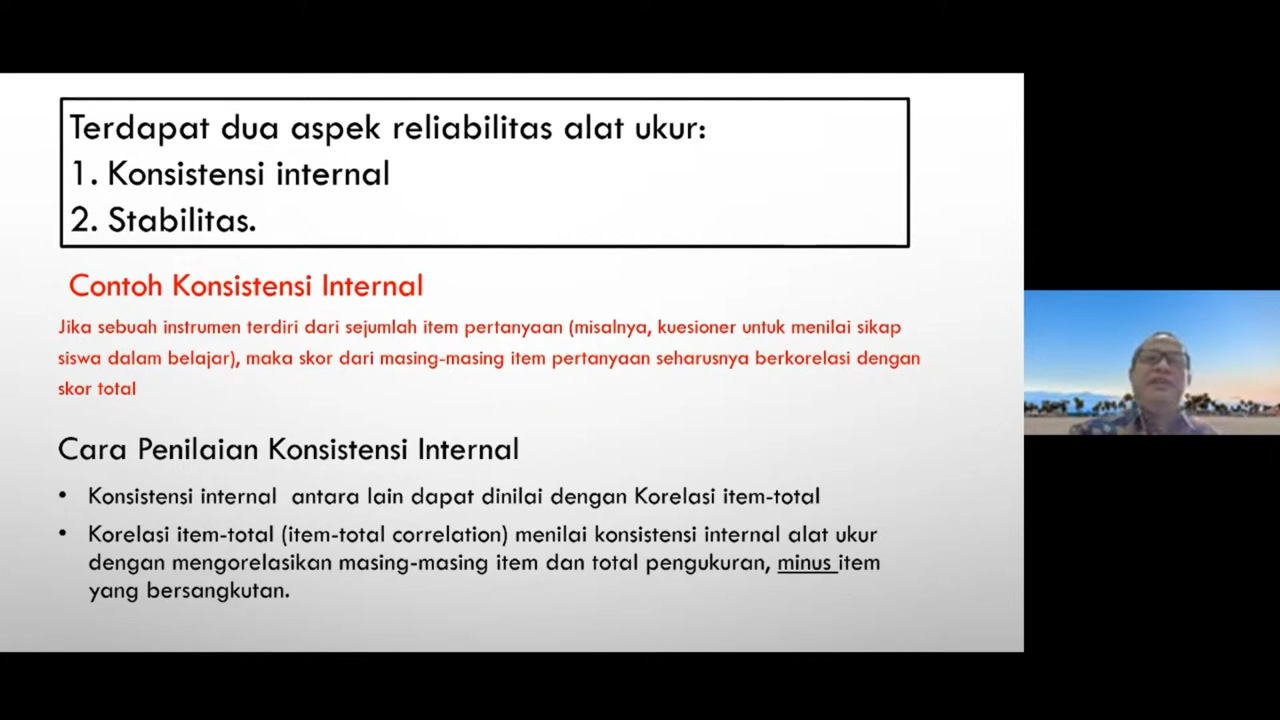 Terdapat dua aspek reliabilitas alat ukur:
1. Konsistensi internal
2. Stabilitas.
Contoh Konsistensi Internal
Jika sebuah instrumen terdiri dari sejumlah item pertanyaan (misalnya, kuesioner untuk menilai sikap
siswa dalam belajar), maka skor dari masing-masing item pertanyaan seharusnya berkorelasi dengan
skor total
Cara Penilaian Konsistensi Internal
• Konsistensi internal antara lain dapat dinilai dengan Korelasi item-total
• Korelasi item-total (item-total correlation) menilai konsistensi internal alat ukur
dengan mengorelasikan masing-masing item dan total pengukuran, minus item
yang bersangkutan.